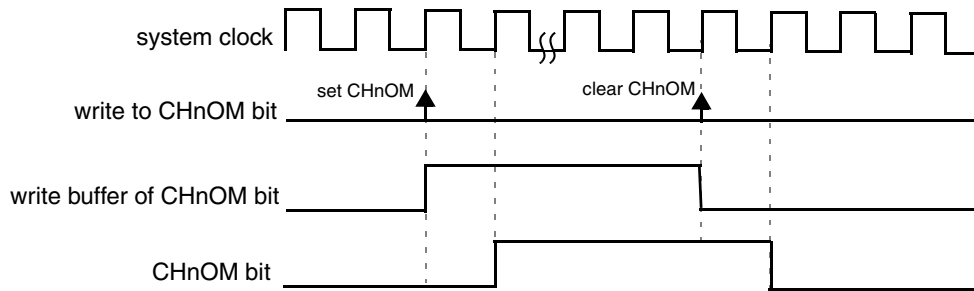 system clock
set CHnOM
clear CHnOM
write to CHnOM bit
write buffer of CHnOM bit
CHnOM bit